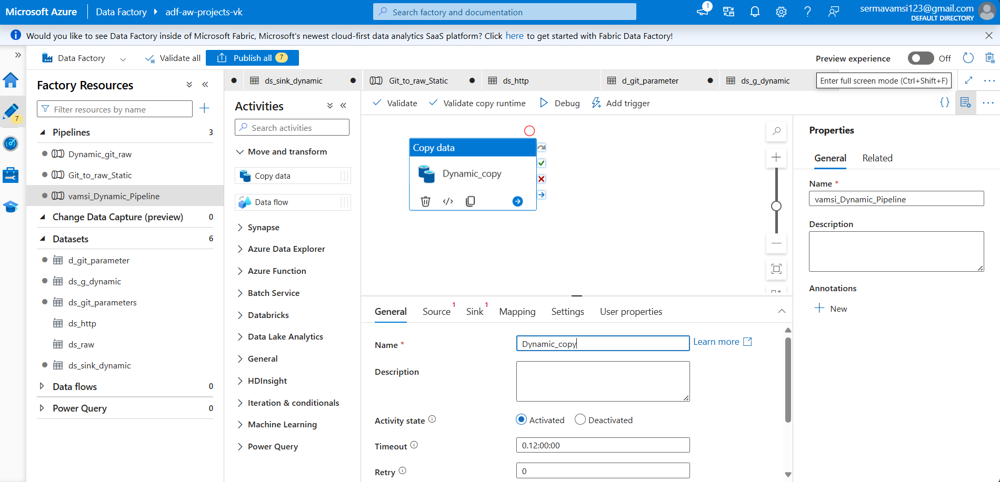 Microsoft Azure
Data Factory
adf-aw-projects-vk
Search factory and documentation
1
sermavamsi123@gmail.com
DEFAULT DIRECTORY
Would you like to see Data Factory inside of Microsoft Fabric, Microsoft's newest cloud-first data analytics SaaS platform? Click here to get started with Fabric Data Factory!
Data Factory
Validate all
Publish all 7
Preview experience
Off
Factory Resources
ds_sink_dynamic
Git_to_raw_Static
ds_http
d_git_parameter
ds_g_dynamic
Enter full screen mode (Ctrl+Shift+F)
7
Filter resources by name
Pipelines 3
Dynamic_git_raw
Git_to_raw_Static
vamsi_Dynamic_Pipeline
Change Data Capture (preview) 0
Datasets 6
d_git_parameter
ds_g_dynamic
ds_git_parameters
ds_http
ds_raw
ds_sink_dynamic
Data flows 0
Power Query 0
Activities
Search activities
Move and transform
Copy data
Data flow
Synapse
Azure Data Explorer
Azure Function
Batch Service
Databricks
Data Lake Analytics
General
HDInsight
Iteration & conditionals
Machine Learning
Power Query
Validate
Validate copy runtime
Debug
Add trigger
Copy data
Dynamic_copy
General
Source 1
Sink 1
Mapping
Settings
User properties
Name *
Dynamic_copy
Learn more
Description
Activity state
Activated
Deactivated
Timeout
0.12:00:00
Retry
0
Properties
General
Related
Name *
vamsi_Dynamic_Pipeline
Description
Annotations
New